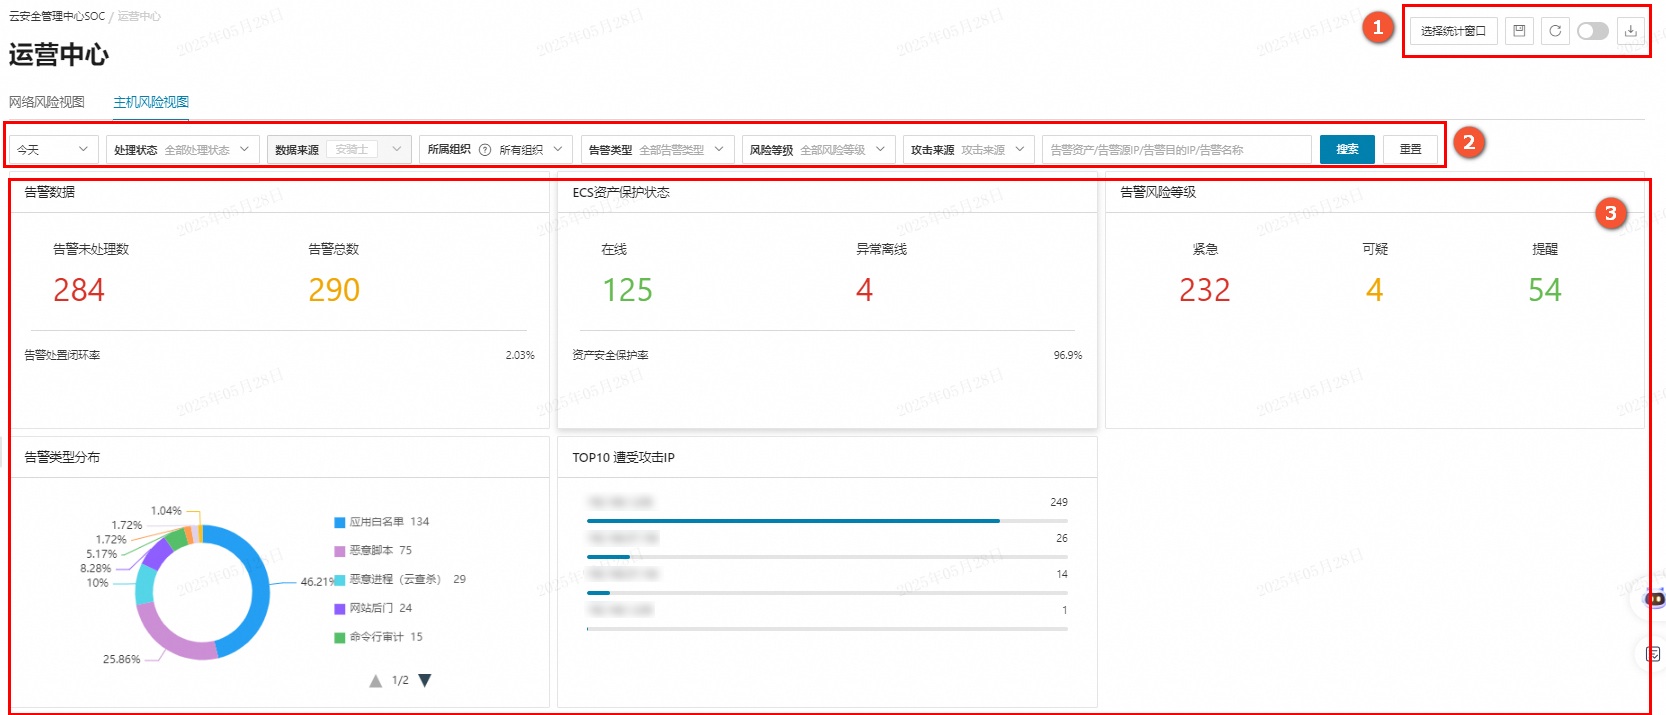 云安全管理中心SOC / 运营中心
运营中心
1
选择统计窗口
网络风险视图 主机风险视图
今天 处理状态 全部处理状态 数据来源 安骑士 所属组织 ? 所有组织 告警类型 全部告警类型 风险等级 全部风险等级 攻击来源 攻击来源 告警资产/告警源IP/告警目的IP/告警名称 搜索 重置
2
告警数据
告警未处理数 告警总数
284 290
告警处置闭环率 2.03%
ECS资产保护状态
在线 异常离线
125 4
资产安全保护率 96.9%
告警风险等级
3
紧急 可疑 提醒
232 4 54
告警类型分布
1.04%
1.72%
1.72%
5.17%
8.28%
10%
46.21%
25.86%
应用白名单 134
恶意脚本 75
恶意进程（云查杀） 29
网站后门 24
命令行审计 15
1/2
TOP10 遭受攻击IP
249
26
14
1
2025年05月28日